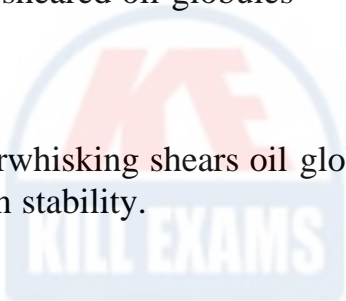 sheared oil globules
rwhisking shears oil glo
n stability.
KILL EXAMS